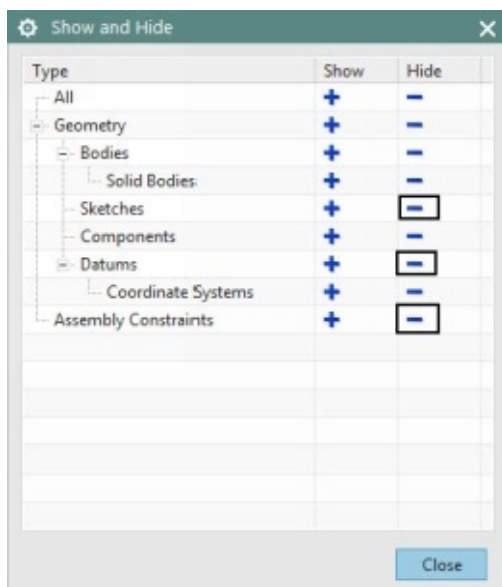 Show and Hide
Type Show Hide
All + −
Geometry + −
Bodies + −
Solid Bodies + −
Sketches + −
Components + −
Datums + −
Coordinate Systems + −
Assembly Constraints + −
Close